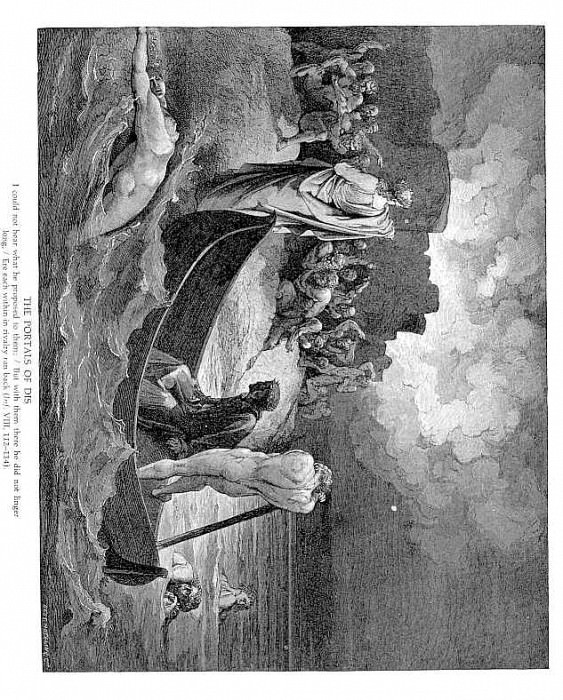 THE PORTALS OF DIS
I could not hear what he proposed to them; / But with them there he did not linger
long, / Ere each within in rivalry ran back (Inf. VIII, 112–114)